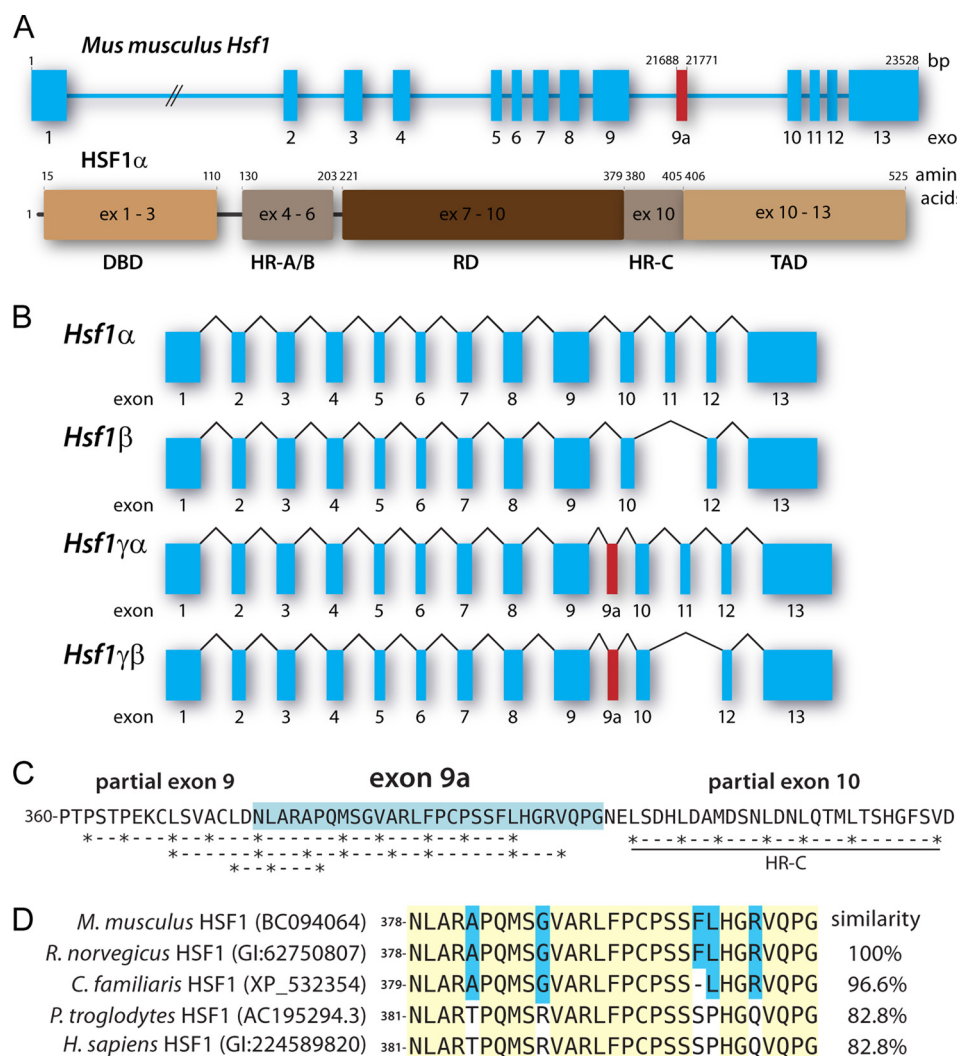 A
Mus musculus Hsf1
1 21688 21771 23528 bp
1 2 3 4 5 6 7 8 9 9a 10 11 12 13 exo
HSF1α
15 110 130 203 221 379 380 405 406 525 amin
1 ex 1 - 3 ex 4 - 6 ex 7 - 10 ex 10 ex 10 - 13 acids
DBD HR-A/B RD HR-C TAD
B
Hsf1α
exon 1 2 3 4 5 6 7 8 9 10 11 12 13
Hsf1β
exon 1 2 3 4 5 6 7 8 9 10 12 13
Hsf1γα
exon 1 2 3 4 5 6 7 8 9 9a 10 11 12 13
Hsf1γβ
exon 1 2 3 4 5 6 7 8 9 9a 10 12 13
C
partial exon 9 exon 9a partial exon 10
360-PTPSTPEKCLSVACLDNLARAPQMSGVARLFPCPSSFLHGRVQPGNELSDHLDAMDSNLDNLQTMLTSHGFSVD
*--*---*---*--*---*--*---*---*--*---* *---*--*---*--*---*------*
*------*---*--*---*--*------*---*
*--*---*
HR-C
D
similarity
M. musculus HSF1 (BC094064) 378-NLARAPQMSGVARLFPCPSSFLHGRVQPG
R. norvegicus HSF1 (GI:62750807) 378-NLARAPQMSGVARLFPCPSSFLHGRVQPG 100%
C. familiaris HSF1 (XP_532354) 379-NLARAPQMSGVARLFPCPSS-LHGRVQPG 96.6%
P. troglodytes HSF1 (AC195294.3) 381-NLARTPQMSRVARLFPCPSSSPHGQVQPG 82.8%
H. sapiens HSF1 (GI:224589820) 381-NLARTPQMSRVARLFPCPSSSPHGQVQPG 82.8%